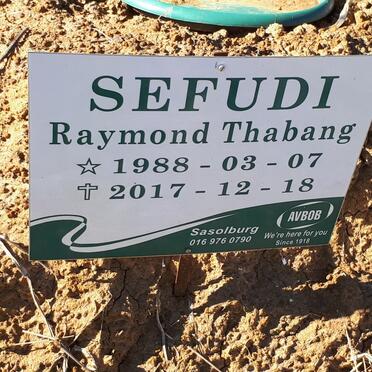 SEFUDI
Raymond Thabang
☆ 1988 - 03 - 07
✝ 2017 - 12 - 18
Sasolburg
016 976 0790
AVBOB
We're here for you
Since 1918